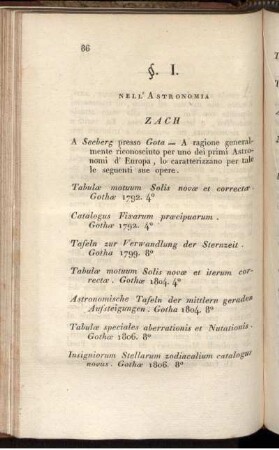 66
§. I.
NELL' ASTRONOMIA
ZACH
A Seeberg presso Gota — A ragione general-
mente riconosciuto per uno dei primi Astro-
nomi d' Europa, lo caratterizzano per tale
le seguenti sue opere.
Tabulæ motuum Solis novæ et correctæ.
Gothæ 1792. 4°
Catalogus Fixarum præcipuarum.
Gothæ 1792. 4°
Tafeln zur Verwandlung der Sternzeit.
Gotha 1799. 8°
Tabulæ motuum Solis novæ et iterum cor-
rectæ. Gothæ 1804. 4°
Astronomische Tafeln der mittlern geraden
Aufsteigungen. Gotha 1804. 8°
Tabulæ speciales aberrationis et Nutationis.
Gothæ 1806. 8°
Insigniorum Stellarum zodiacalium catalogus
novus. Gothæ 1806. 8°